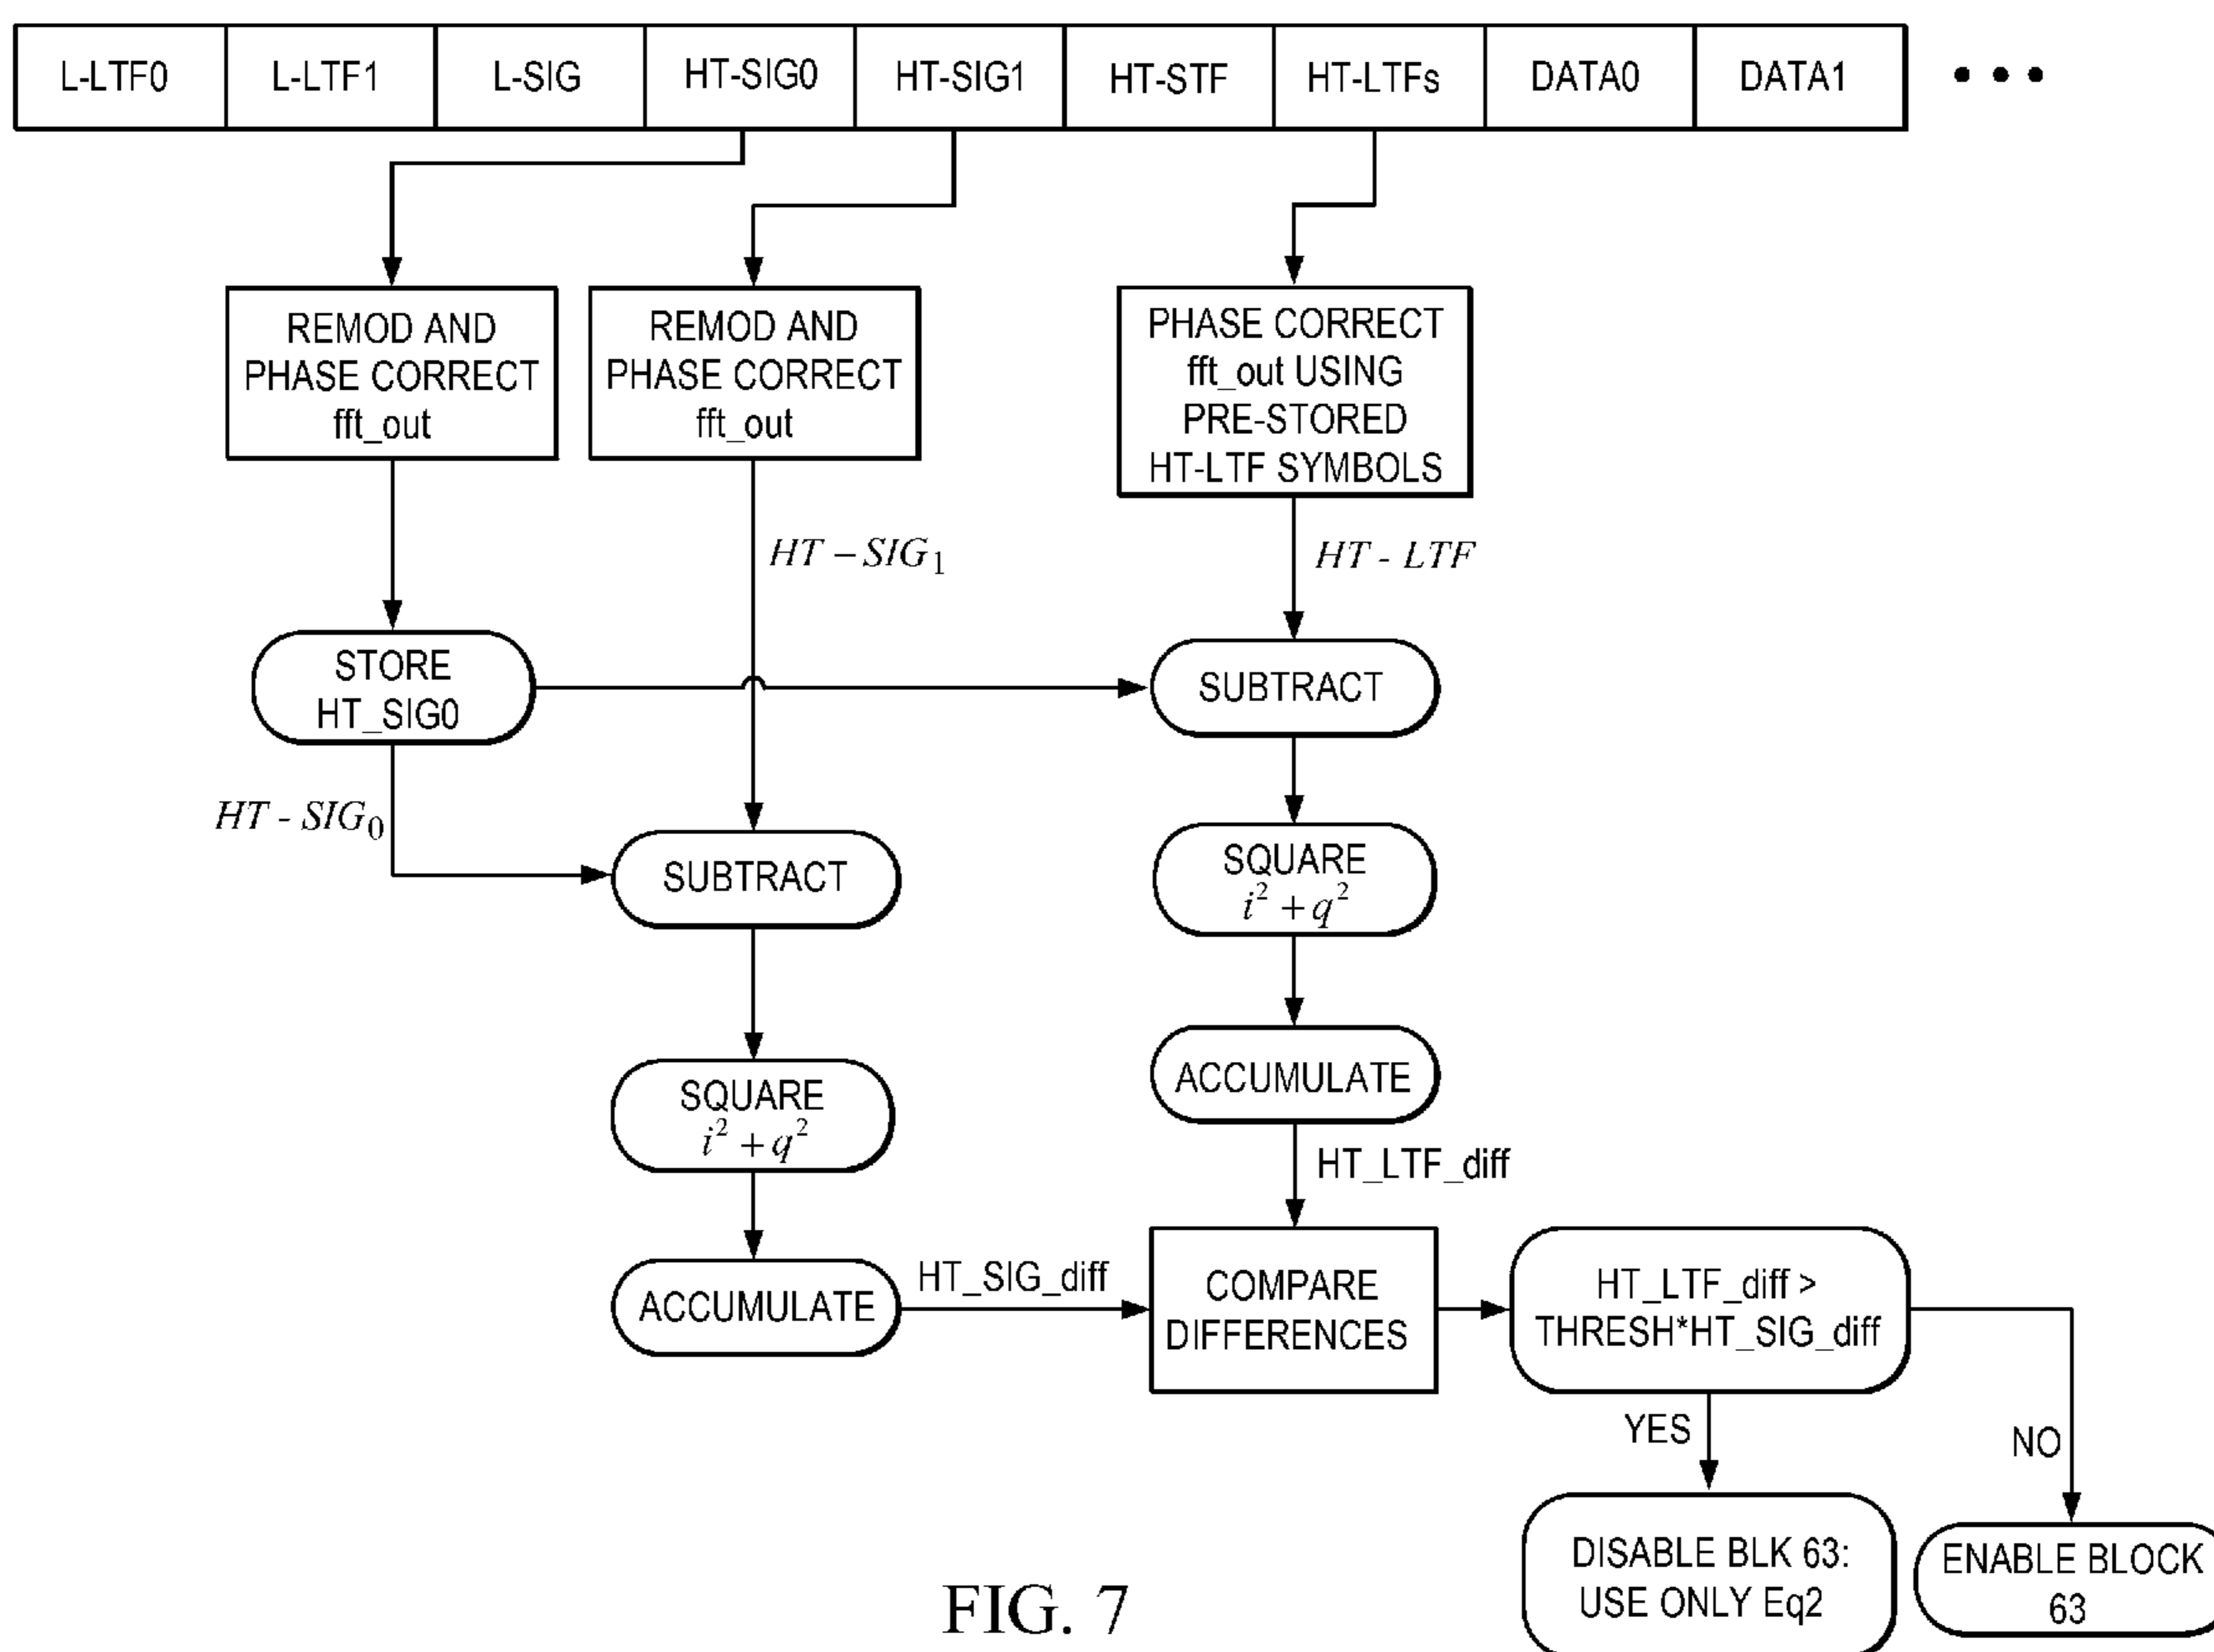 L-LTF0 L-LTF1 L-SIG HT-SIG0 HT-SIG1 HT-STF HT-LTFs DATA0 DATA1 • • •
REMOD AND
PHASE CORRECT
fft_out
REMOD AND
PHASE CORRECT
fft_out
PHASE CORRECT
fft_out USING
PRE-STORED
HT-LTF SYMBOLS
HT – SIG₁
HT - LTF
STORE
HT_SIG0
SUBTRACT
HT - SIG₀
SUBTRACT
SQUARE
i² + q²
ACCUMULATE
SQUARE
i² + q²
HT_LTF_diff
ACCUMULATE
HT_SIG_diff
COMPARE
DIFFERENCES
HT_LTF_diff >
THRESH*HT_SIG_diff
YES
NO
DISABLE BLK 63:
USE ONLY Eq2
ENABLE BLOCK
63
FIG. 7